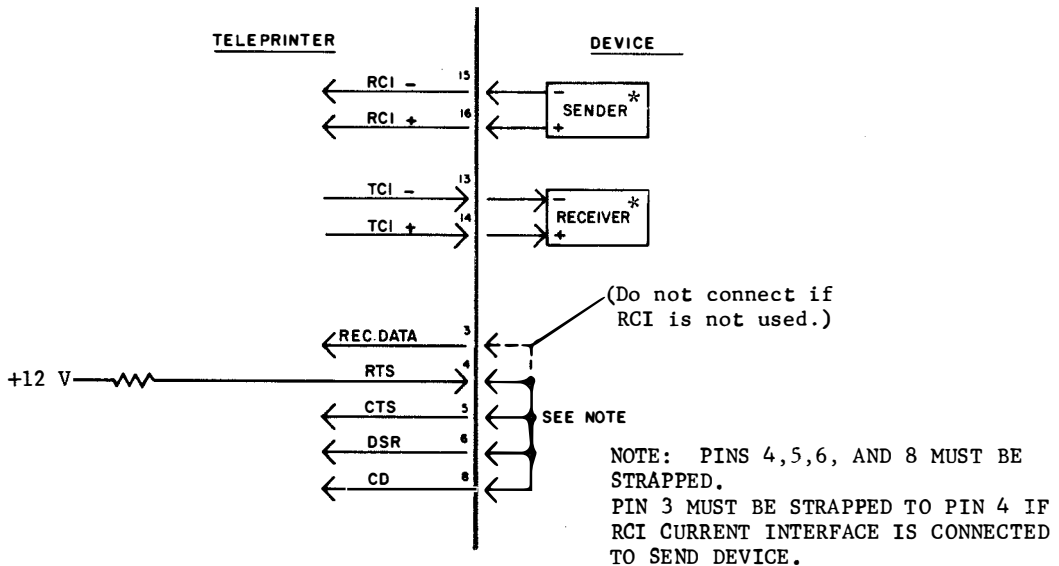 TELEPRINTER
DEVICE
RCI - 15
- SENDER *
RCI + 16
+
TCI - 13
- RECEIVER *
TCI + 14
+
(Do not connect if
RCI is not used.)
REC.DATA 3
+12 V RTS 4
CTS 5 SEE NOTE
DSR 6
CD 8
NOTE: PINS 4,5,6, AND 8 MUST BE
STRAPPED.
PIN 3 MUST BE STRAPPED TO PIN 4 IF
RCI CURRENT INTERFACE IS CONNECTED
TO SEND DEVICE.